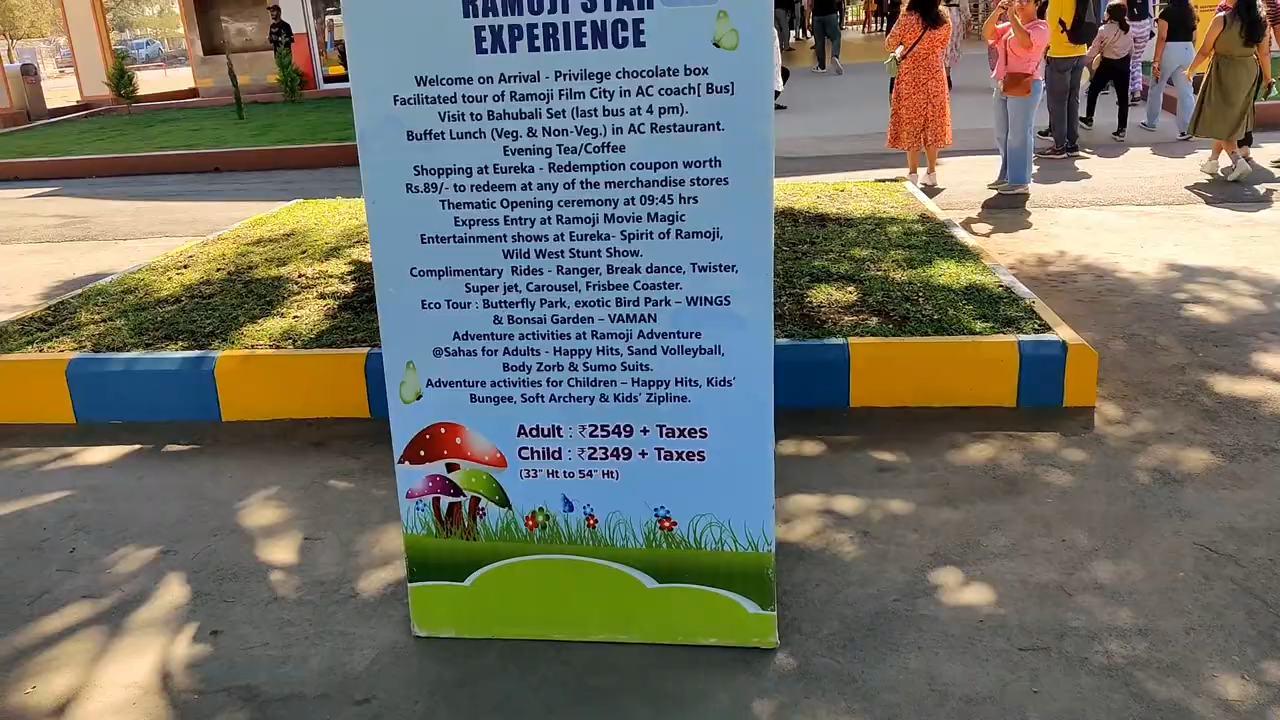 RAMOJI STAR
EXPERIENCE
Welcome on Arrival - Privilege chocolate box
Facilitated tour of Ramoji Film City in AC coach[ Bus]
Visit to Bahubali Set (last bus at 4 pm).
Buffet Lunch (Veg. & Non-Veg.) in AC Restaurant.
Evening Tea/Coffee
Shopping at Eureka - Redemption coupon worth
Rs.89/- to redeem at any of the merchandise stores
Thematic Opening ceremony at 09:45 hrs
Express Entry at Ramoji Movie Magic
Entertainment shows at Eureka- Spirit of Ramoji,
Wild West Stunt Show.
Complimentary Rides - Ranger, Break dance, Twister,
Super jet, Carousel, Frisbee Coaster.
Eco Tour : Butterfly Park, exotic Bird Park – WINGS
& Bonsai Garden – VAMAN
Adventure activities at Ramoji Adventure
@Sahas for Adults - Happy Hits, Sand Volleyball,
Body Zorb & Sumo Suits.
Adventure activities for Children – Happy Hits, Kids'
Bungee, Soft Archery & Kids' Zipline.
Adult : ₹2549 + Taxes
Child : ₹2349 + Taxes
(33" Ht to 54" Ht)